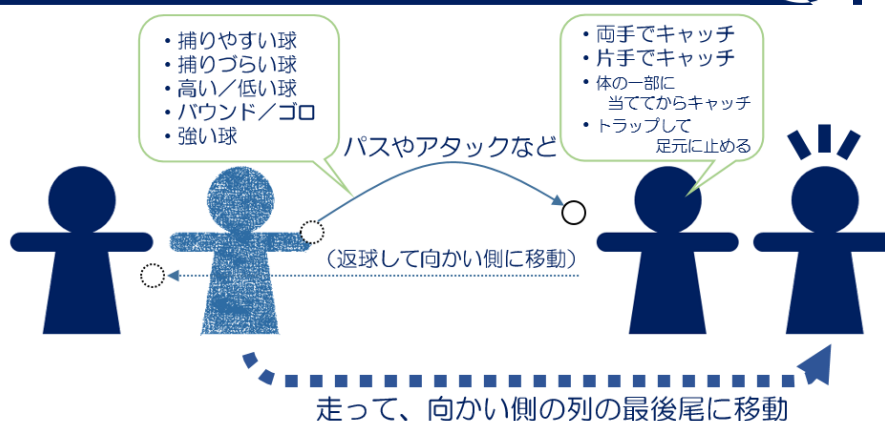 ・捕りやすい球
・捕りづらい球
・高い／低い球
・バウンド／ゴロ
・強い球
・両手でキャッチ
・片手でキャッチ
・体の一部に
当ててからキャッチ
・トラップして
足元に止める
パスやアタックなど
（返球して向かい側に移動）
走って、向かい側の列の最後尾に移動